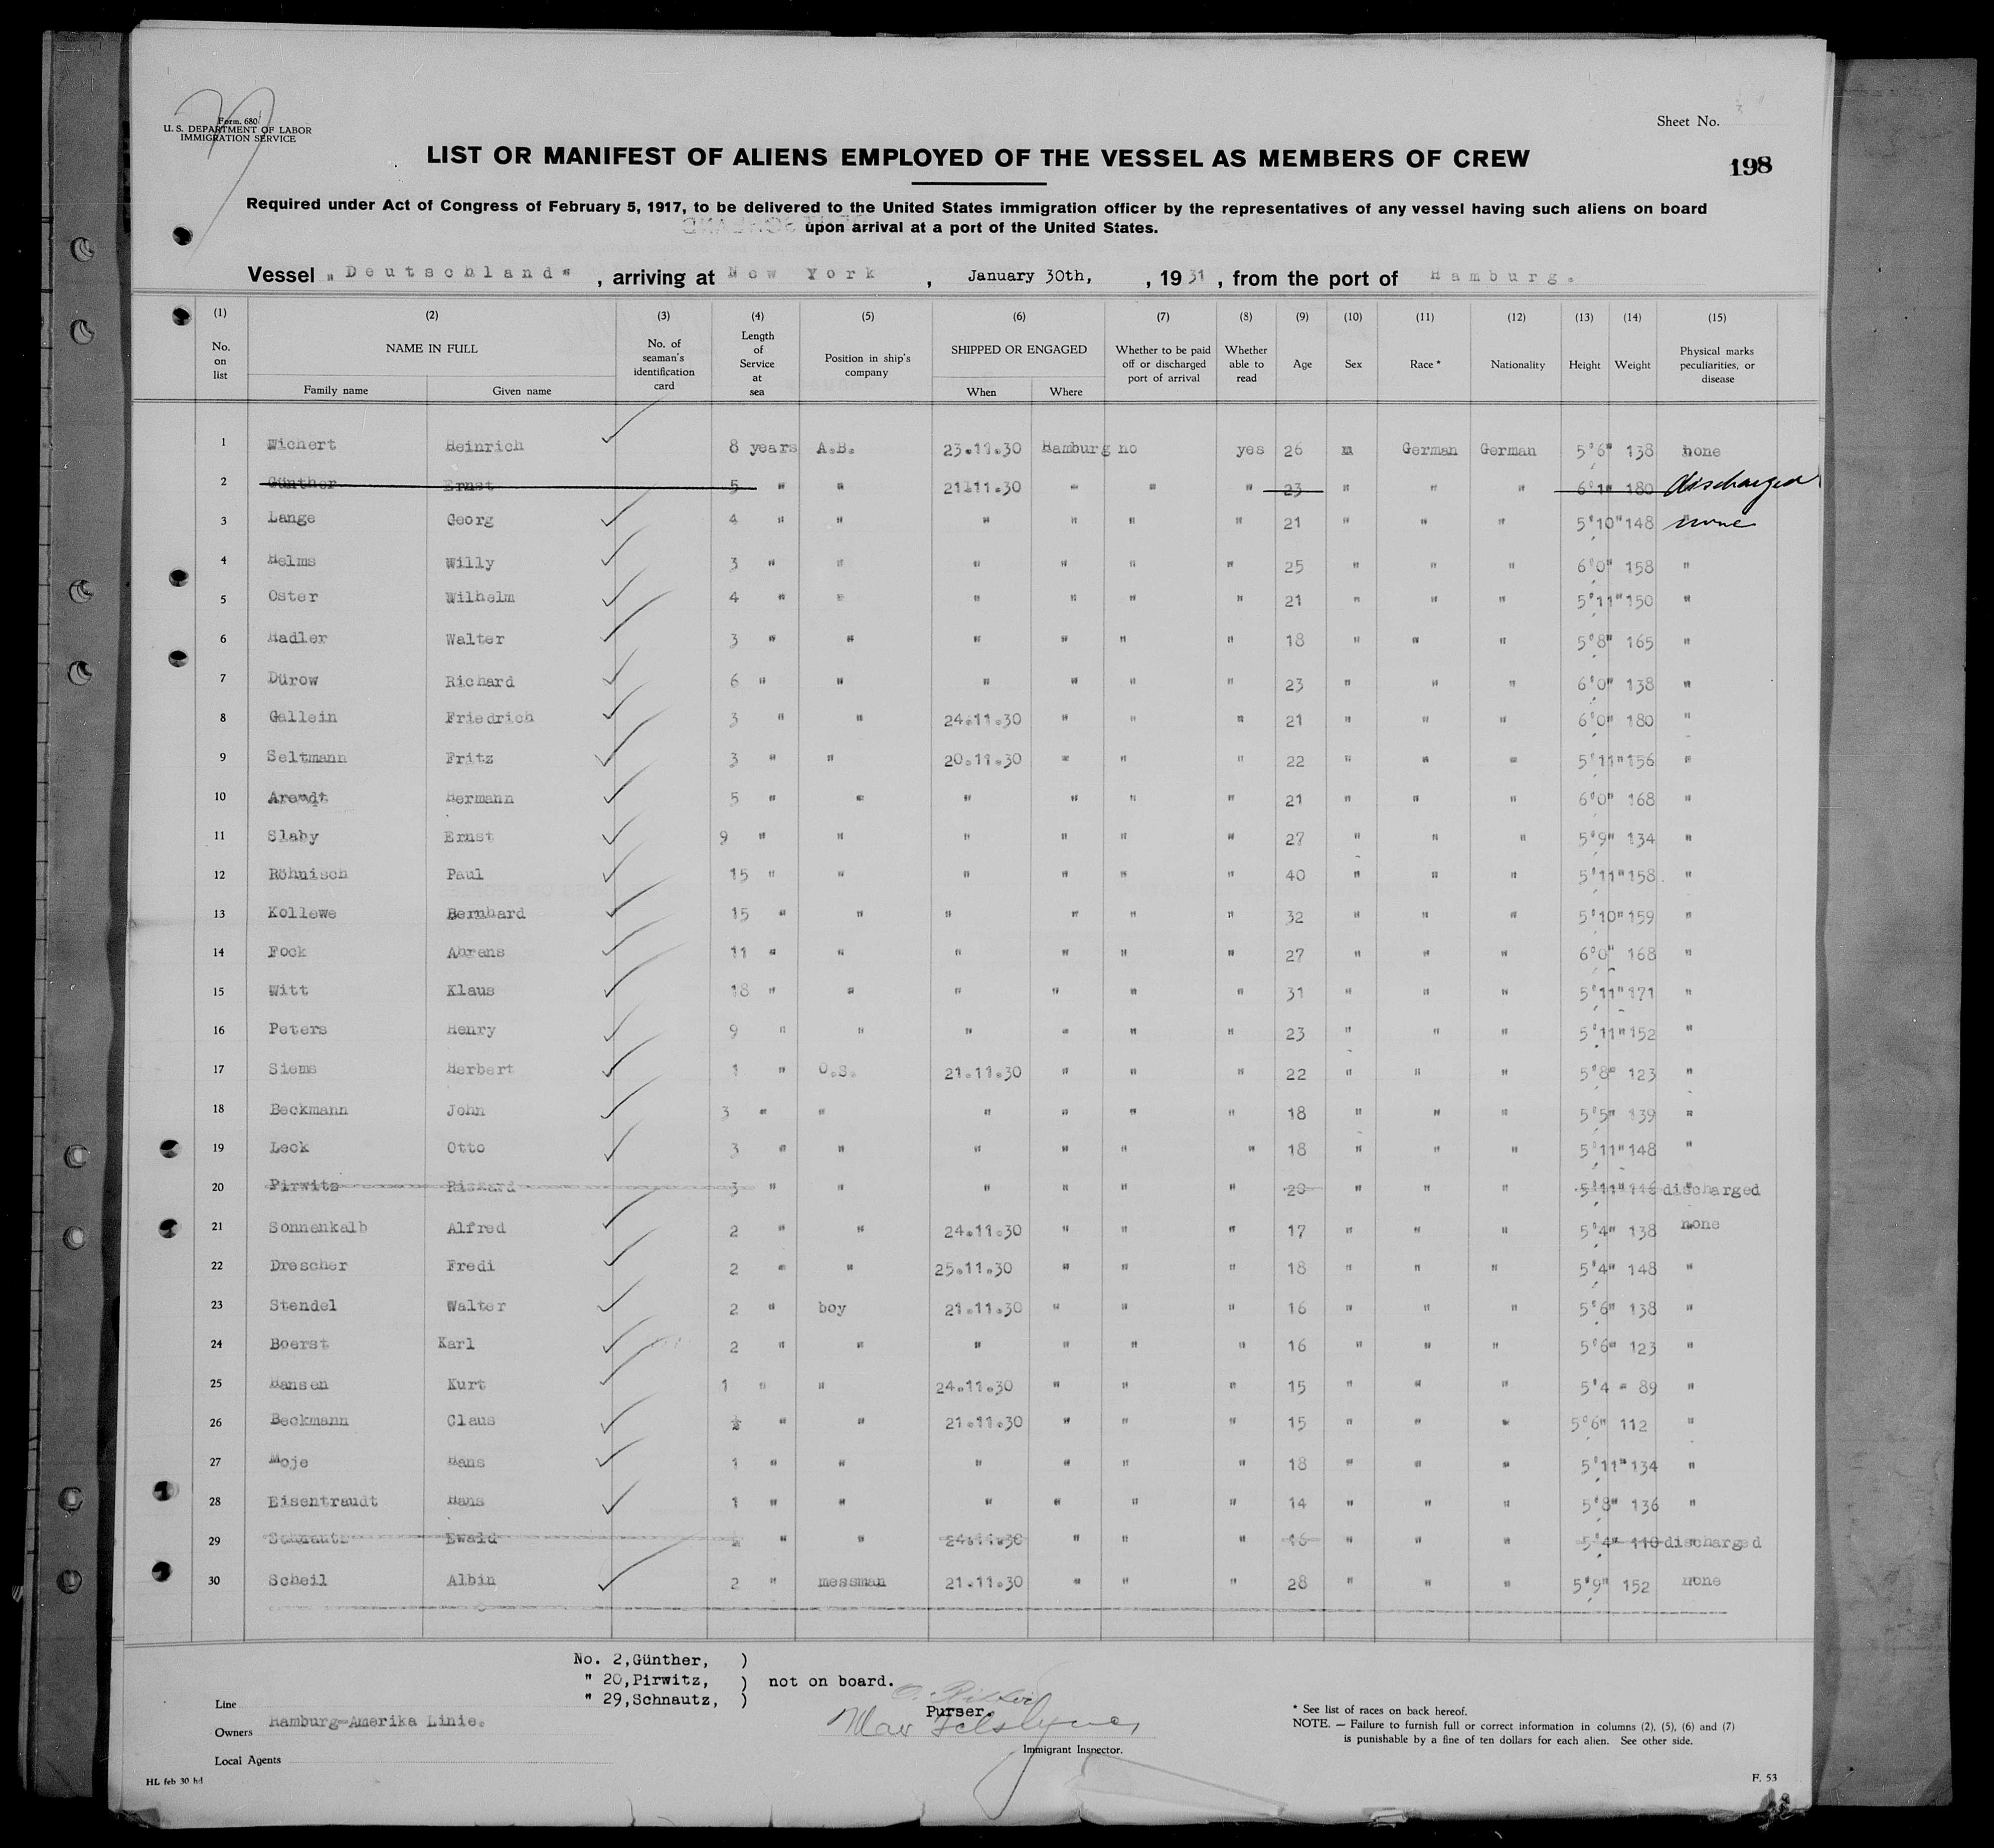 Form. 680
U. S. DEPARTMENT OF LABOR
IMMIGRATION SERVICE
Sheet No. 3
LIST OR MANIFEST OF ALIENS EMPLOYED OF THE VESSEL AS MEMBERS OF CREW
198
Required under Act of Congress of February 5, 1917, to be delivered to the United States immigration officer by the representatives of any vessel having such aliens on board
upon arrival at a port of the United States.
Vessel „Deutschland" , arriving at New York , January 30th, , 1931 , from the port of Hamburg.
(1) (2) (3) (4) (5) (6) (7) (8) (9) (10) (11) (12) (13) (14) (15)
No. on list NAME IN FULL No. of seaman's identification card Length of Service at sea Position in ship's company SHIPPED OR ENGAGED Whether to be paid off or discharged port of arrival Whether able to read Age Sex Race * Nationality Height Weight Physical marks peculiarities, or disease
Family name Given name When Where
1 Wichert Heinrich 8 years A.B. 23.11.30 Hamburg no yes 26 m German German 5'6" 138 none
2 Günther Ernst 5 " " 21.11.30 " " " 23 " " " 6'1" 180 discharged
3 Lange Georg 4 " " " " " " 21 " " " 5'10" 148 none
4 Helms Willy 3 " " " " " " 25 " " " 6'0" 158 "
5 Oster Wilhelm 4 " " " " " " 21 " " " 5'11" 150 "
6 Hadler Walter 3 " " " " " " 18 " " " 5'8" 165 "
7 Dürow Richard 6 " " " " " " 23 " " " 6'0" 138 "
8 Gallein Friedrich 3 " " 24.11.30 " " " 21 " " " 6'0" 180 "
9 Seltmann Fritz 3 " " 20.11.30 " " " 22 " " " 5'11" 156 "
10 Arendt Hermann 5 " " " " " " 21 " " " 6'0" 168 "
11 Slaby Ernst 9 " " " " " " 27 " " " 5'9" 134 "
12 Röhnisch Paul 15 " " " " " " 40 " " " 5'11" 158 "
13 Kollewe Bernhard 15 " " " " " " 32 " " " 5'10" 159 "
14 Fock Ahrens 11 " " " " " " 27 " " " 6'0" 168 "
15 Witt Klaus 18 " " " " " " 31 " " " 5'11" 171 "
16 Peters Henry 9 " " " " " " 23 " " " 5'11" 152 "
17 Siems Herbert 1 " O.S. 21.11.30 " " " 22 " " " 5'8" 123 "
18 Beckmann John 3 " " " " " " 18 " " " 5'5" 139 "
19 Leck Otto 3 " " " " " " 18 " " " 5'11" 148 "
20 Pirwitz Rickard 3 " " " " " " 20 " " " 5'11" discharged
21 Sonnenkalb Alfred 2 " " 24.11.30 " " " 17 " " " 5'4" 138 none
22 Drescher Fredi 2 " " 25.11.30 " " " 18 " " " 5'4" 148 "
23 Stendel Walter 2 " boy 21.11.30 " " " 16 " " " 5'6" 138 "
24 Boerst Karl 2 " " " " " " 16 " " " 5'6" 123 "
25 Hansen Kurt 1 " " 24.11.30 " " " 15 " " " 5'4 " 89 "
26 Beckmann Claus ½ " " 21.11.30 " " " 15 " " " 5'6" 112 "
27 Moje Hans 1 " " " " " " 18 " " " 5'11" 134 "
28 Eisentraudt Hans 1 " " " " " " 14 " " " 5'8" 136 "
29 Schnautz Ewald " " 24.11.30 " " " 16 " " " 5'4" 110 discharged
30 Scheil Albin 2 " messman 21.11.30 " " " 28 " " " 5'9" 152 none
No. 2,Günther, )
" 20,Pirwitz, ) not on board.
" 29,Schnautz, )
Line
Owners Hamburg-Amerika Linie.
Local Agents
Purser.
Immigrant Inspector.
* See list of races on back hereof.
NOTE. — Failure to furnish full or correct information in columns (2), (5), (6) and (7)
is punishable by a fine of ten dollars for each alien. See other side.
HL feb 30 hd
F. 53